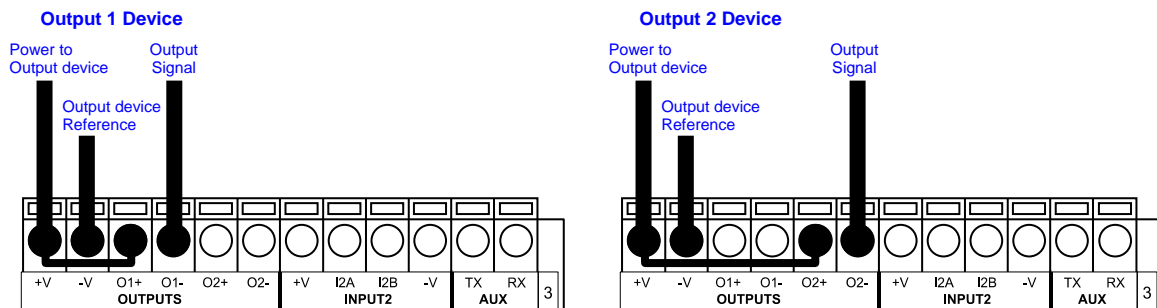 Output 1 Device
Power to
Output device
Output
Signal
Output device
Reference
+V -V O1+ O1- O2+ O2- +V I2A I2B -V TX RX
OUTPUTS INPUT2 AUX 3
Output 2 Device
Power to
Output device
Output
Signal
Output device
Reference
+V -V O1+ O1- O2+ O2- +V I2A I2B -V TX RX
OUTPUTS INPUT2 AUX 3